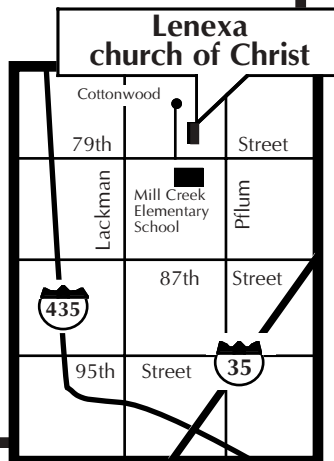 Lenexa
church of Christ
Cottonwood
79th Street
Lackman
Mill Creek
Elementary
School
Pflum
87th Street
435
35
95th Street